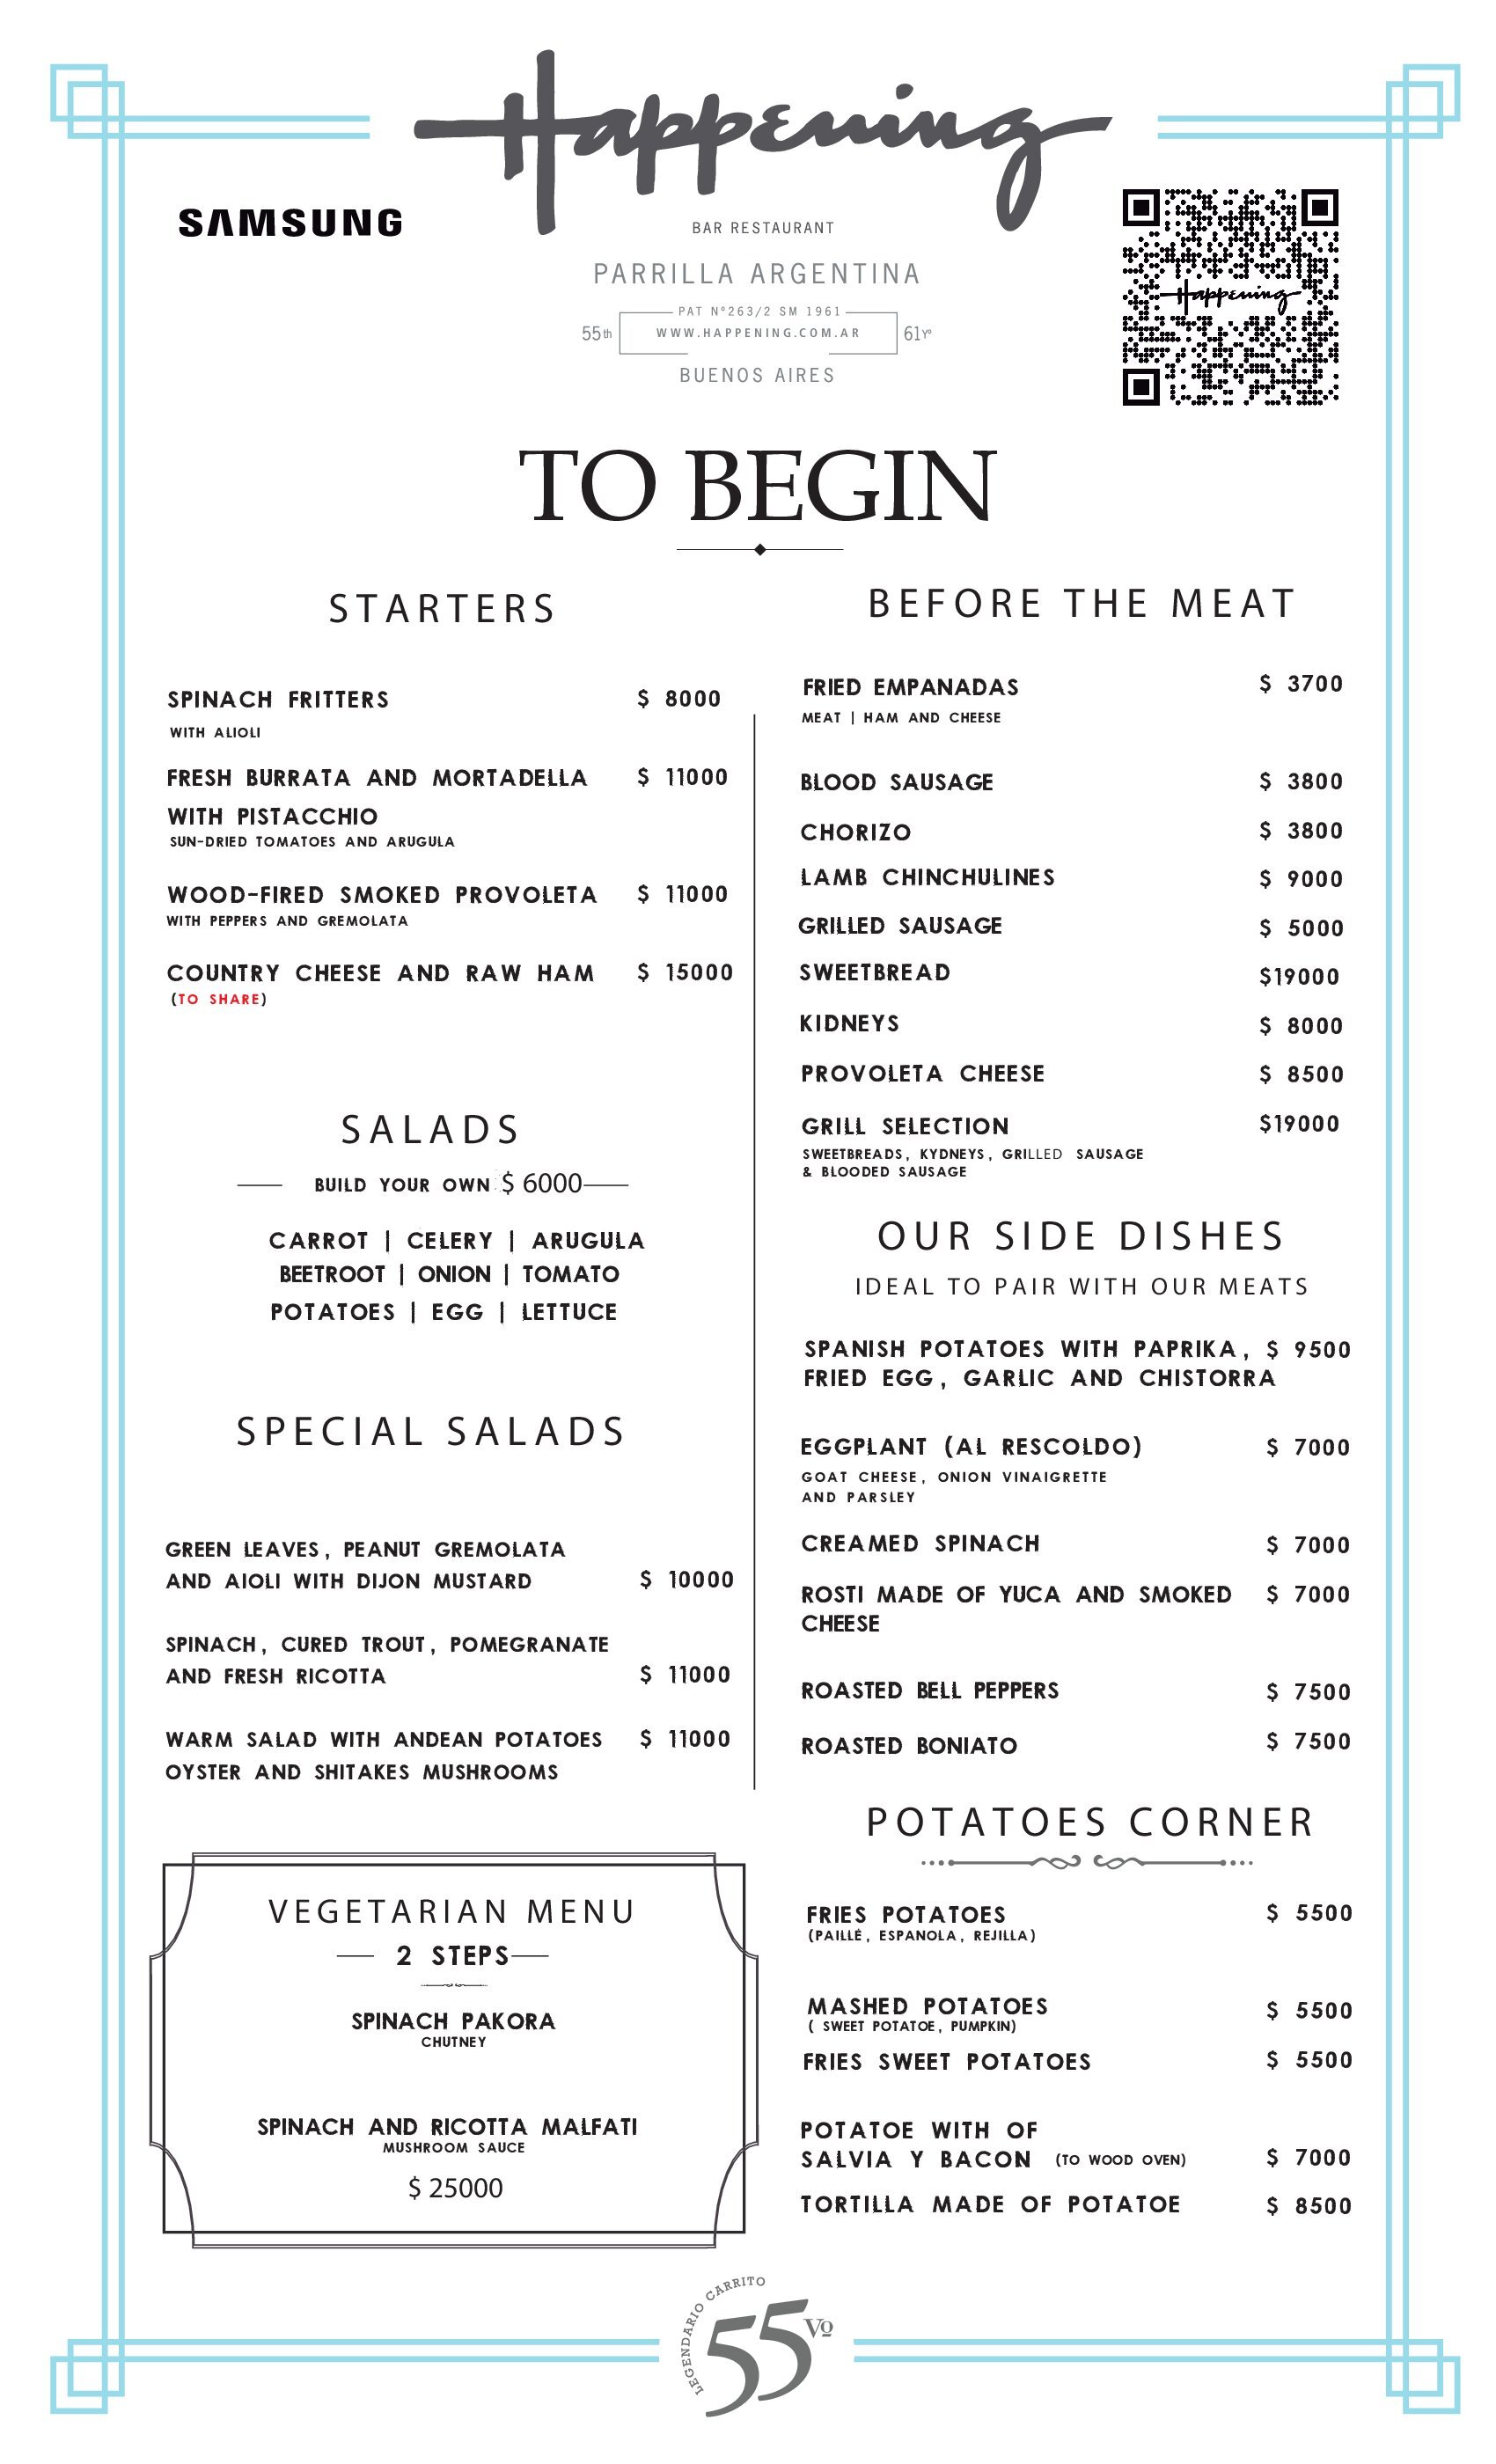 Happening
SAMSUNG
BAR RESTAURANT
PARRILLA ARGENTINA
PAT N°263/2 SM 1961
55th
WWW.HAPPENING.COM.AR
61Yº
BUENOS AIRES
Happening
TO BEGIN
STARTERS
SPINACH FRITTERS $ 8000
WITH ALIOLI
FRESH BURRATA AND MORTADELLA $ 11000
WITH PISTACCHIO
SUN-DRIED TOMATOES AND ARUGULA
WOOD-FIRED SMOKED PROVOLETA $ 11000
WITH PEPPERS AND GREMOLATA
COUNTRY CHEESE AND RAW HAM $ 15000
(TO SHARE)
SALADS
BUILD YOUR OWN $ 6000
CARROT | CELERY | ARUGULA
BEETROOT | ONION | TOMATO
POTATOES | EGG | LETTUCE
SPECIAL SALADS
GREEN LEAVES, PEANUT GREMOLATA
AND AIOLI WITH DIJON MUSTARD $ 10000
SPINACH, CURED TROUT, POMEGRANATE
AND FRESH RICOTTA $ 11000
WARM SALAD WITH ANDEAN POTATOES $ 11000
OYSTER AND SHITAKES MUSHROOMS
VEGETARIAN MENU
2 STEPS
SPINACH PAKORA
CHUTNEY
SPINACH AND RICOTTA MALFATI
MUSHROOM SAUCE
$ 25000
BEFORE THE MEAT
FRIED EMPANADAS $ 3700
MEAT | HAM AND CHEESE
BLOOD SAUSAGE $ 3800
CHORIZO $ 3800
LAMB CHINCHULINES $ 9000
GRILLED SAUSAGE $ 5000
SWEETBREAD $19000
KIDNEYS $ 8000
PROVOLETA CHEESE $ 8500
GRILL SELECTION $19000
SWEETBREADS, KYDNEYS, GRILLED SAUSAGE
& BLOODED SAUSAGE
OUR SIDE DISHES
IDEAL TO PAIR WITH OUR MEATS
SPANISH POTATOES WITH PAPRIKA, $ 9500
FRIED EGG, GARLIC AND CHISTORRA
EGGPLANT (AL RESCOLDO) $ 7000
GOAT CHEESE, ONION VINAIGRETTE
AND PARSLEY
CREAMED SPINACH $ 7000
ROSTI MADE OF YUCA AND SMOKED $ 7000
CHEESE
ROASTED BELL PEPPERS $ 7500
ROASTED BONIATO $ 7500
POTATOES CORNER
FRIES POTATOES $ 5500
(PAILLÉ, ESPANOLA, REJILLA)
MASHED POTATOES $ 5500
( SWEET POTATOE, PUMPKIN)
FRIES SWEET POTATOES $ 5500
POTATOE WITH OF
SALVIA Y BACON (TO WOOD OVEN) $ 7000
TORTILLA MADE OF POTATOE $ 8500
LEGENDARIO CARRITO
55Vº